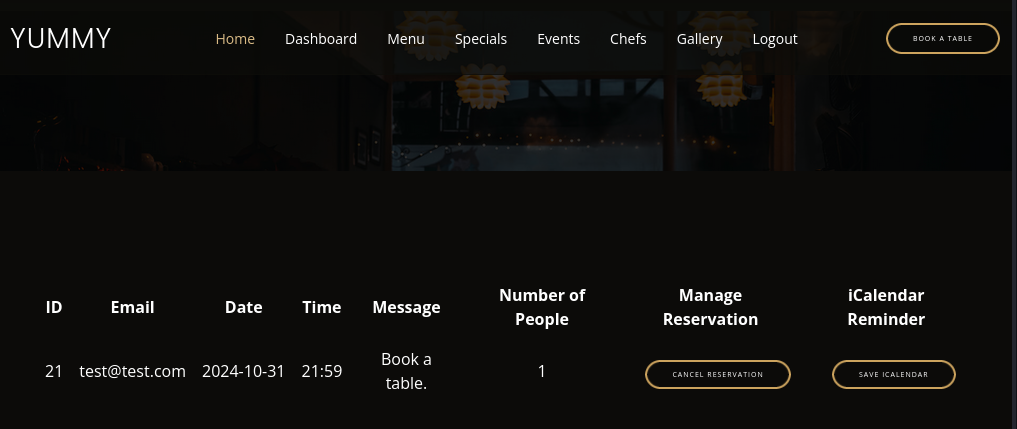 YUMMY
Home Dashboard Menu Specials Events Chefs Gallery Logout
BOOK A TABLE
ID Email Date Time Message Number of People Manage Reservation iCalendar Reminder
21 test@test.com 2024-10-31 21:59 Book a table. 1 CANCEL RESERVATION SAVE ICALENDAR